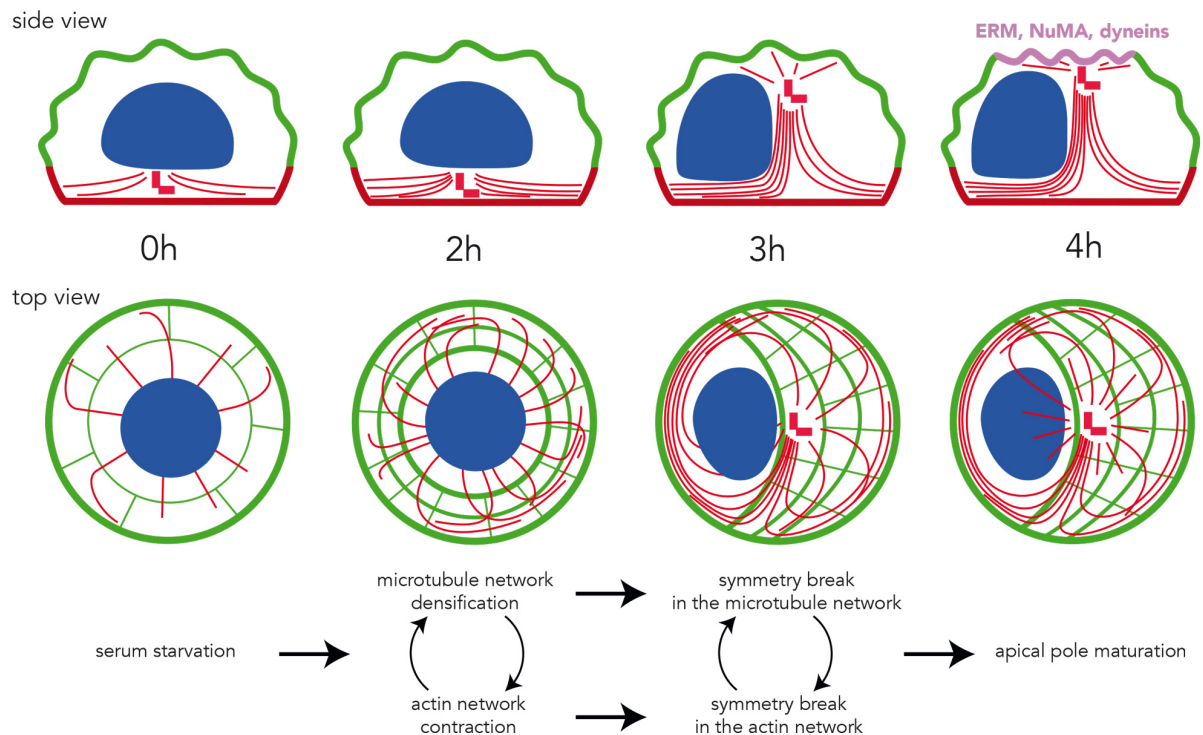 side view
ERM, NuMA, dyneins
0h
2h
3h
4h
top view
microtubule network
densification
symmetry break
in the microtubule network
serum starvation
apical pole maturation
actin network
contraction
symmetry break
in the actin network